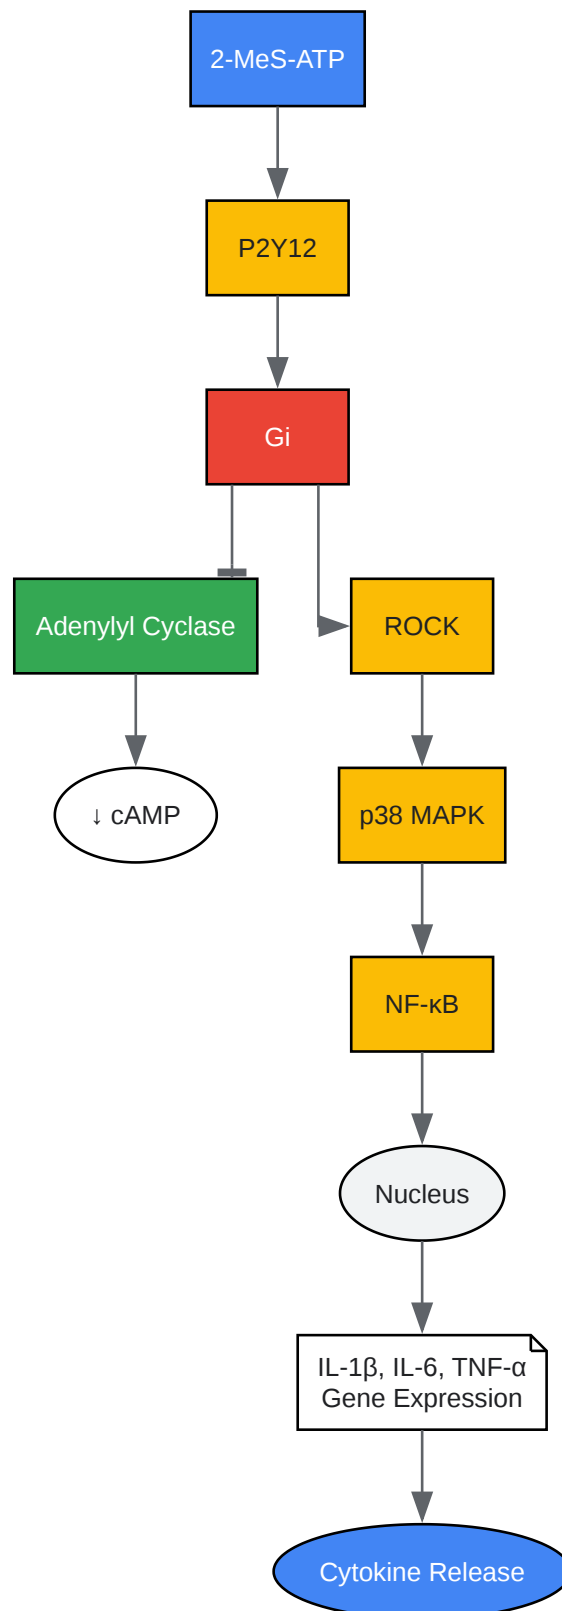 2-MeS-ATP
P2Y12
Gi
Adenylyl Cyclase
ROCK
↓ cAMP
p38 MAPK
NF-κB
Nucleus
IL-1β, IL-6, TNF-α
Gene Expression
Cytokine Release